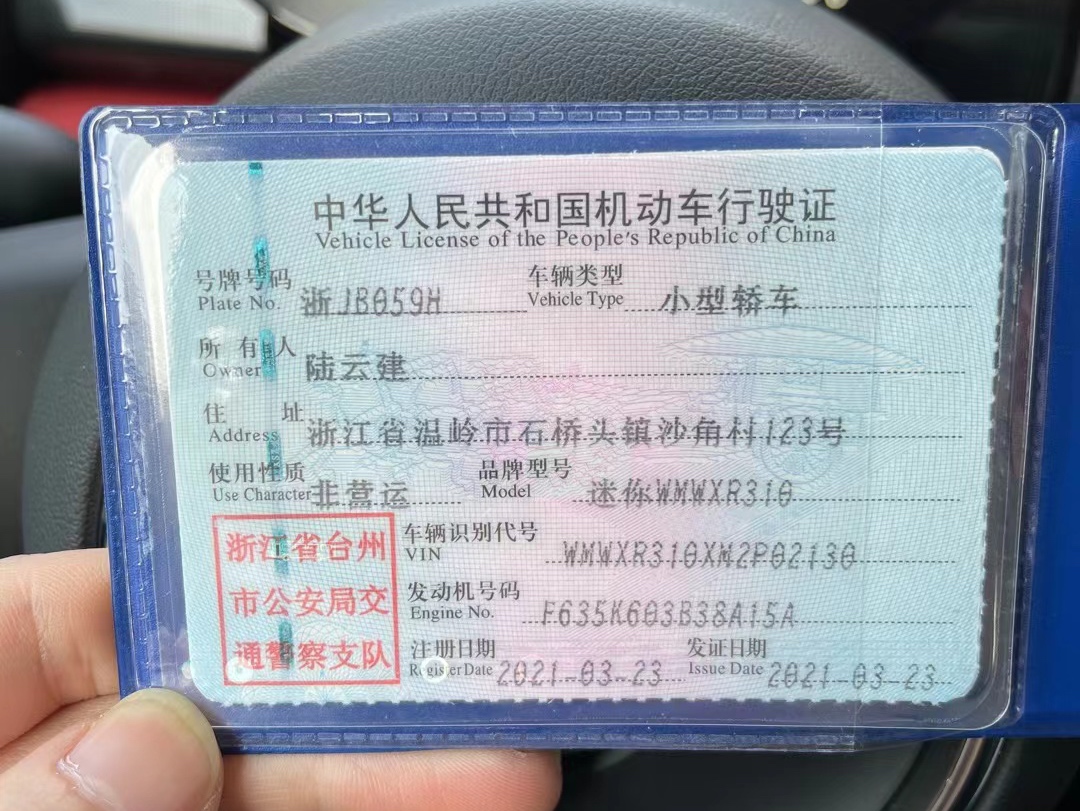 中华人民共和国机动车行驶证
Vehicle License of the People's Republic of China
号牌号码 浙JB059H 车辆类型 小型轿车
Plate No. Vehicle Type
所有人 陆云建
Owner
住址 浙江省温岭市石桥头镇沙角村123号
Address
使用性质 非营运 品牌型号 迷你WMWXR310
Use Character Model
浙江省台州
市公安局交
通警察支队
车辆识别代号 WMWXR310XM2P02130
VIN
发动机号码 F635K603B38A15A
Engine No.
注册日期 2021-03-23 发证日期 2021-03-23
Register Date Issue Date